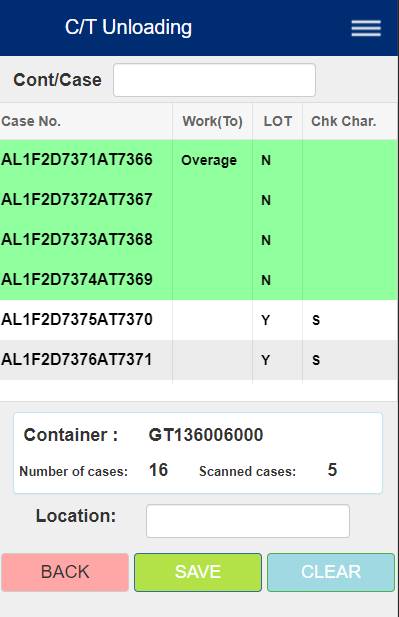 C/T Unloading
Cont/Case
Case No. Work(To) LOT Chk Char.
AL1F2D7371AT7366 Overage N
AL1F2D7372AT7367 N
AL1F2D7373AT7368 N
AL1F2D7374AT7369 N
AL1F2D7375AT7370 Y S
AL1F2D7376AT7371 Y S
Container : GT136006000
Number of cases: 16 Scanned cases: 5
Location:
BACK SAVE CLEAR